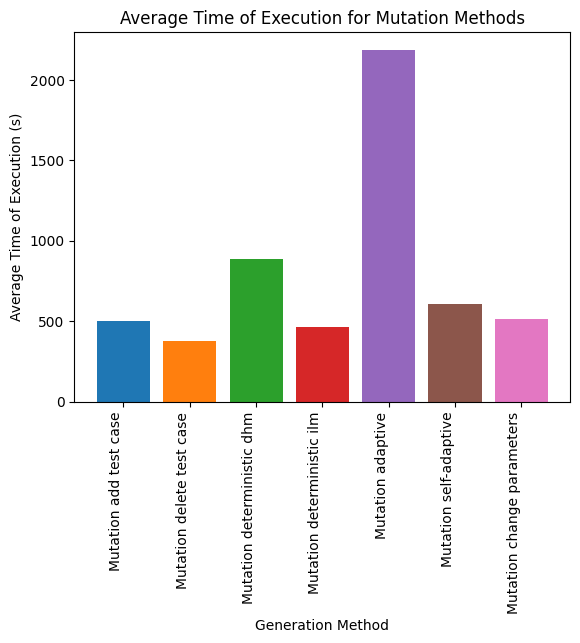 Average Time of Execution for Mutation Methods
Average Time of Execution (s)
2000
1500
1000
500
0
Mutation add test case
Mutation delete test case
Mutation deterministic dhm
Mutation deterministic ilm
Mutation adaptive
Mutation self-adaptive
Mutation change parameters
Generation Method